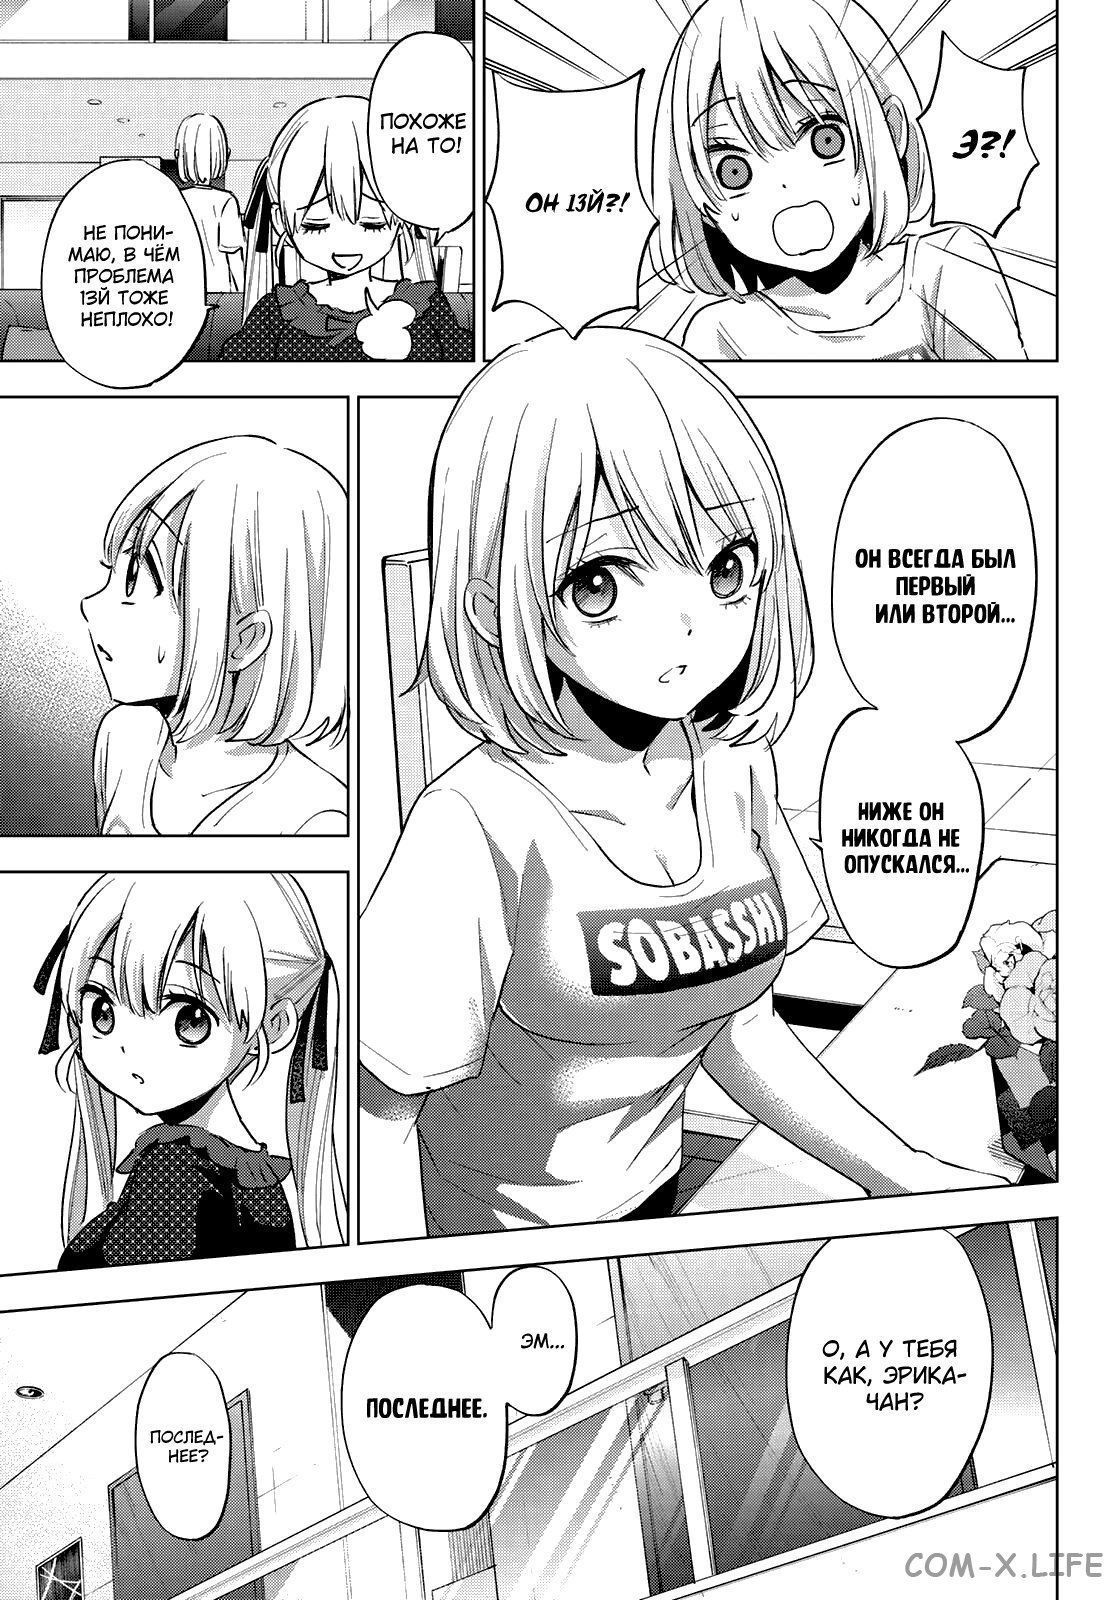 Э?!
ОН 13Й?!
ПОХОЖЕ
НА ТО!
НЕ ПОНИ-
МАЮ, В ЧЁМ
ПРОБЛЕМА
13Й ТОЖЕ
НЕПЛОХО!
ОН ВСЕГДА БЫЛ
ПЕРВЫЙ
ИЛИ ВТОРОЙ...
НИЖЕ ОН
НИКОГДА НЕ
ОПУСКАЛСЯ...
SOBASSHI
О, А У ТЕБЯ
КАК, ЭРИКА-
ЧАН?
ЭМ...
ПОСЛЕДНЕЕ.
ПОСЛЕД-
НЕЕ?
COM-X.LIFE